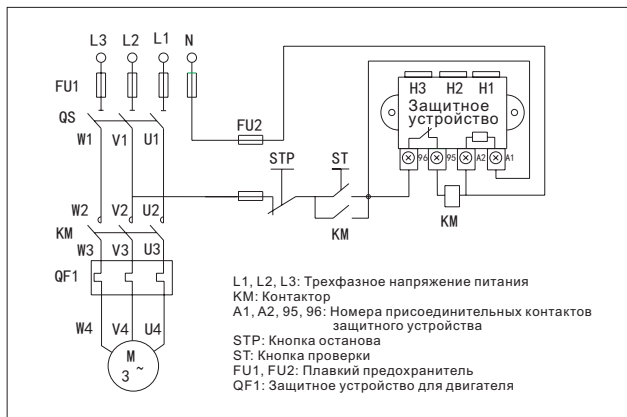 L3 L2 L1 N
FU1
QS
W1 V1 U1
FU2
STP ST
H3 H2 H1
Защитное
устройство
96 95 A2 A1
KM
KM
W2 V2 U2
KM
W3 V3 U3
QF1
W4 V4 U4
M
3 ~
L1, L2, L3: Трехфазное напряжение питания
KM: Контактор
A1, A2, 95, 96: Номера присоединительных контактов
защитного устройства
STP: Кнопка останова
ST: Кнопка проверки
FU1, FU2: Плавкий предохранитель
QF1: Защитное устройство для двигателя